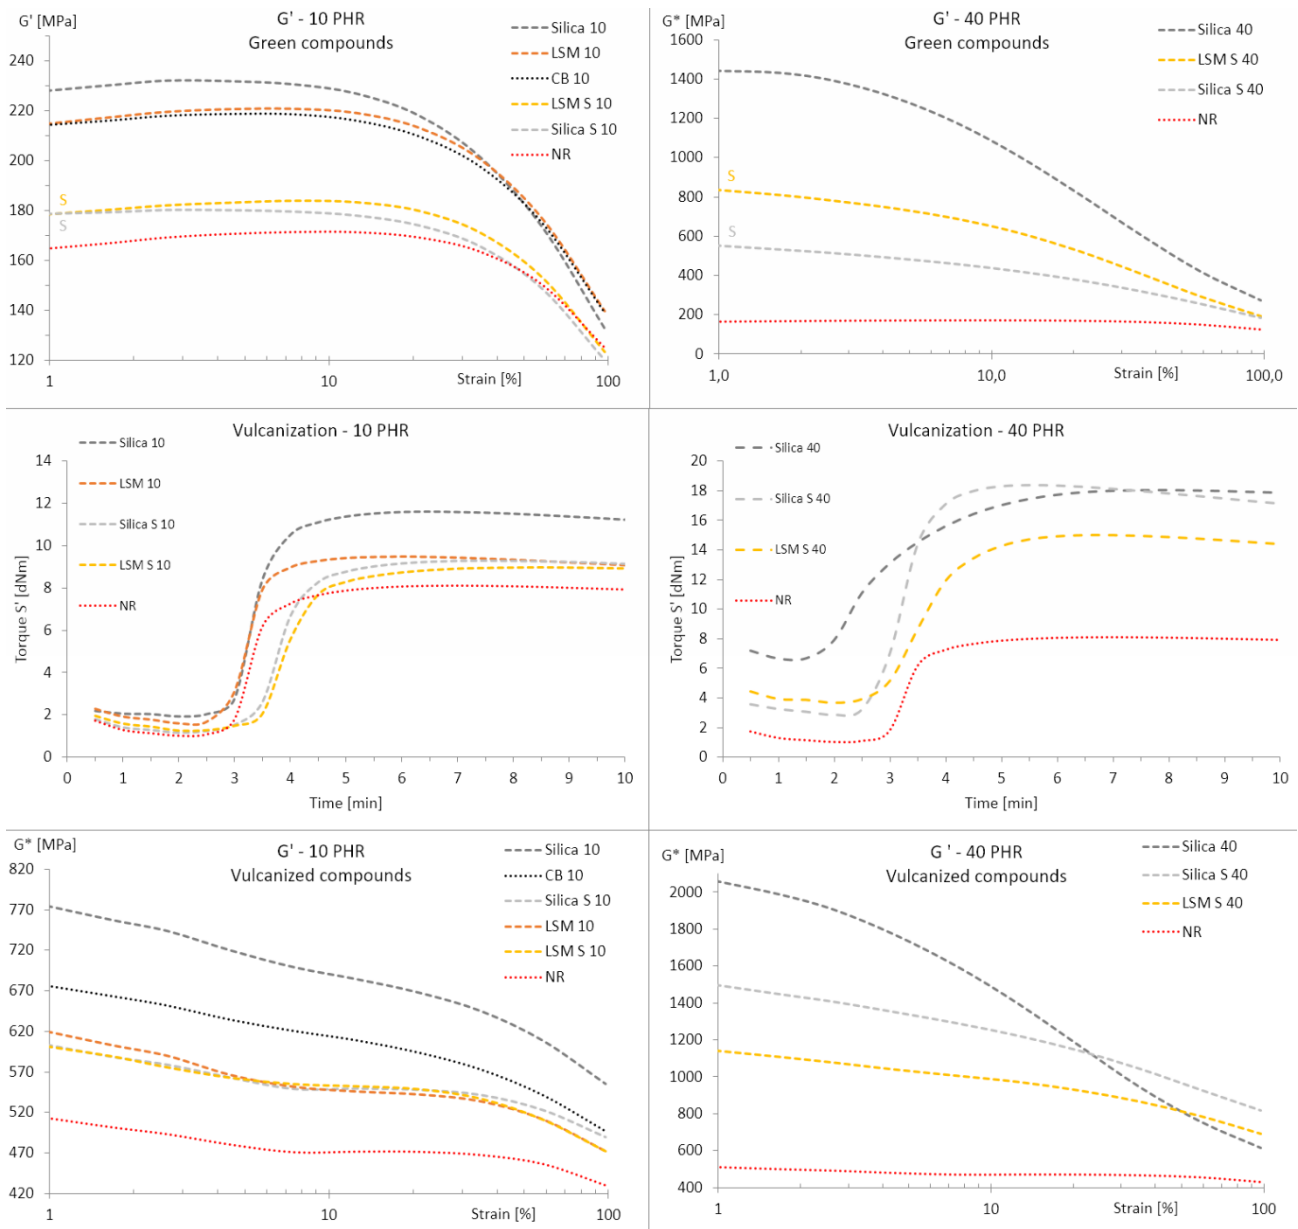 G' [MPa]
G' - 10 PHR
Green compounds
Silica 10
LSM 10
CB 10
LSM S 10
Silica S 10
NR
240
220
200
180
160
140
120
S
S
1
10
Strain [%]
100
G* [MPa]
G' - 40 PHR
Green compounds
Silica 40
LSM S 40
Silica S 40
NR
1600
1400
1200
1000
800
600
400
200
0
S
S
1,0
10,0
Strain [%]
100,0
Vulcanization - 10 PHR
Silica 10
LSM 10
Silica S 10
LSM S 10
NR
Torque S' [dNm]
14
12
10
8
6
4
2
0
0 1 2 3 4 5 6 7 8 9 10
Time [min]
Vulcanization - 40 PHR
Silica 40
Silica S 40
LSM S 40
NR
Torque S' [dNm]
20
18
16
14
12
10
8
6
4
2
0
0 1 2 3 4 5 6 7 8 9 10
Time [min]
G* [MPa]
G' - 10 PHR
Vulcanized compounds
Silica 10
CB 10
Silica S 10
LSM 10
LSM S 10
NR
820
770
720
670
620
570
520
470
420
1
10
Strain [%]
100
G* [MPa]
G ' - 40 PHR
Vulcanized compounds
Silica 40
Silica S 40
LSM S 40
NR
2000
1800
1600
1400
1200
1000
800
600
400
1
10
Strain [%]
100